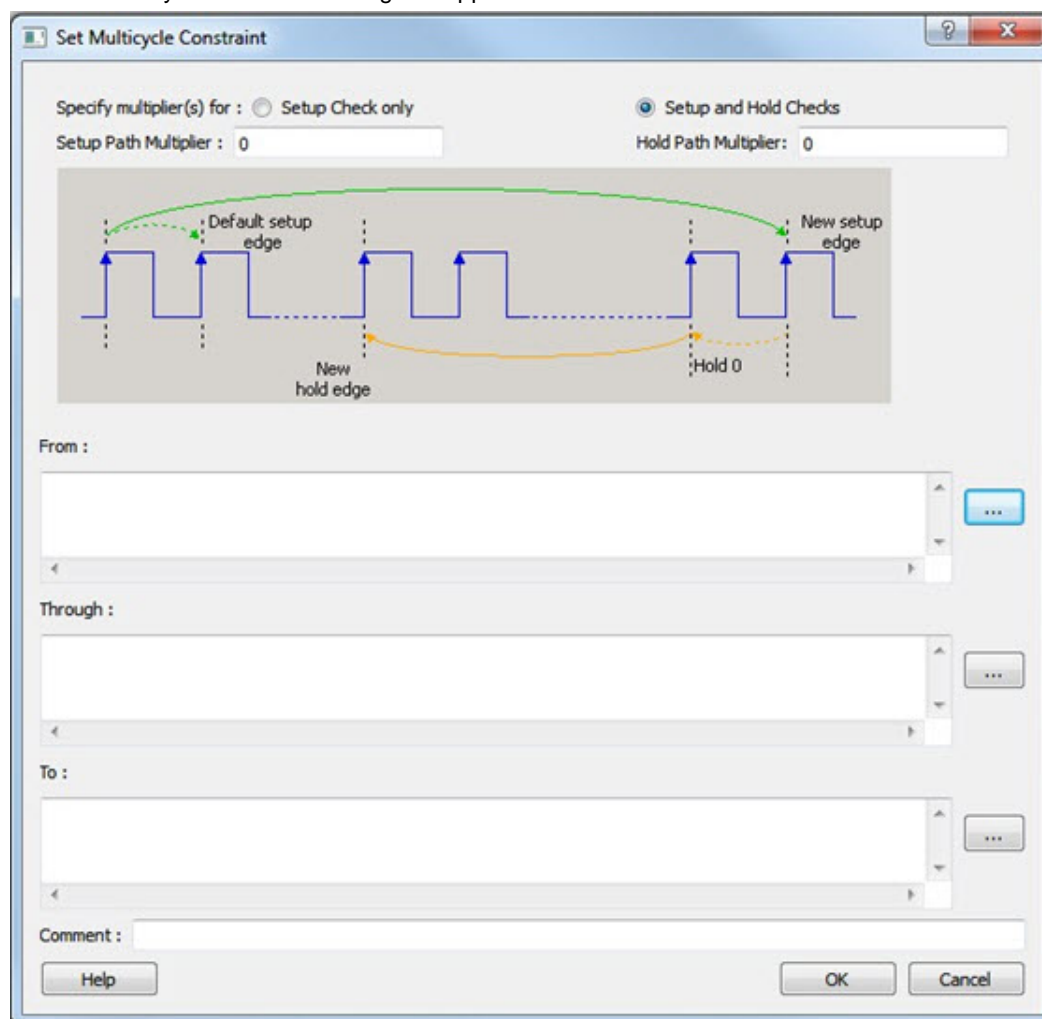 Set Multicycle Constraint
Specify multiplier(s) for : Setup Check only Setup and Hold Checks
Setup Path Multiplier : 0 Hold Path Multiplier: 0
Default setup
edge
New setup
edge
New
hold edge
Hold 0
From :
...
Through :
...
To :
...
Comment :
Help OK Cancel